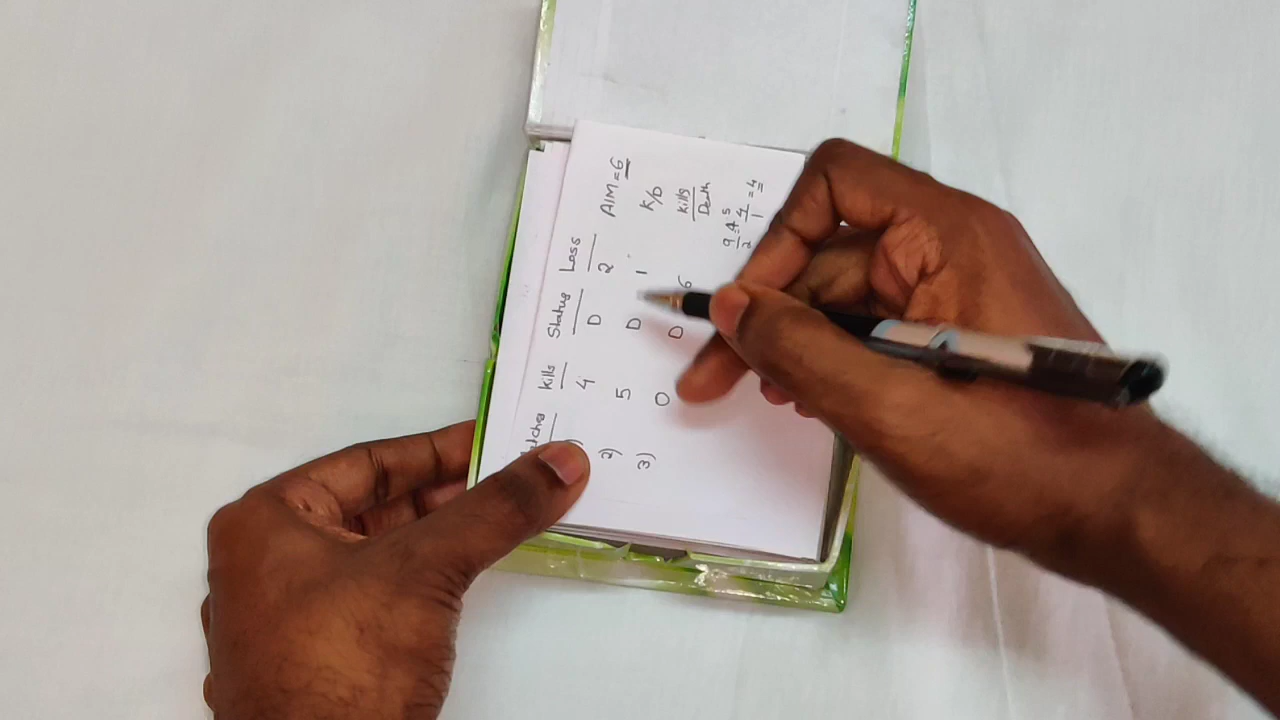 Kills Status Loss
4 D 2 AIM = 6
2) 5 D 1 K/D
3) 0 D 6 Kills
Death
9
2
4
1 = 4